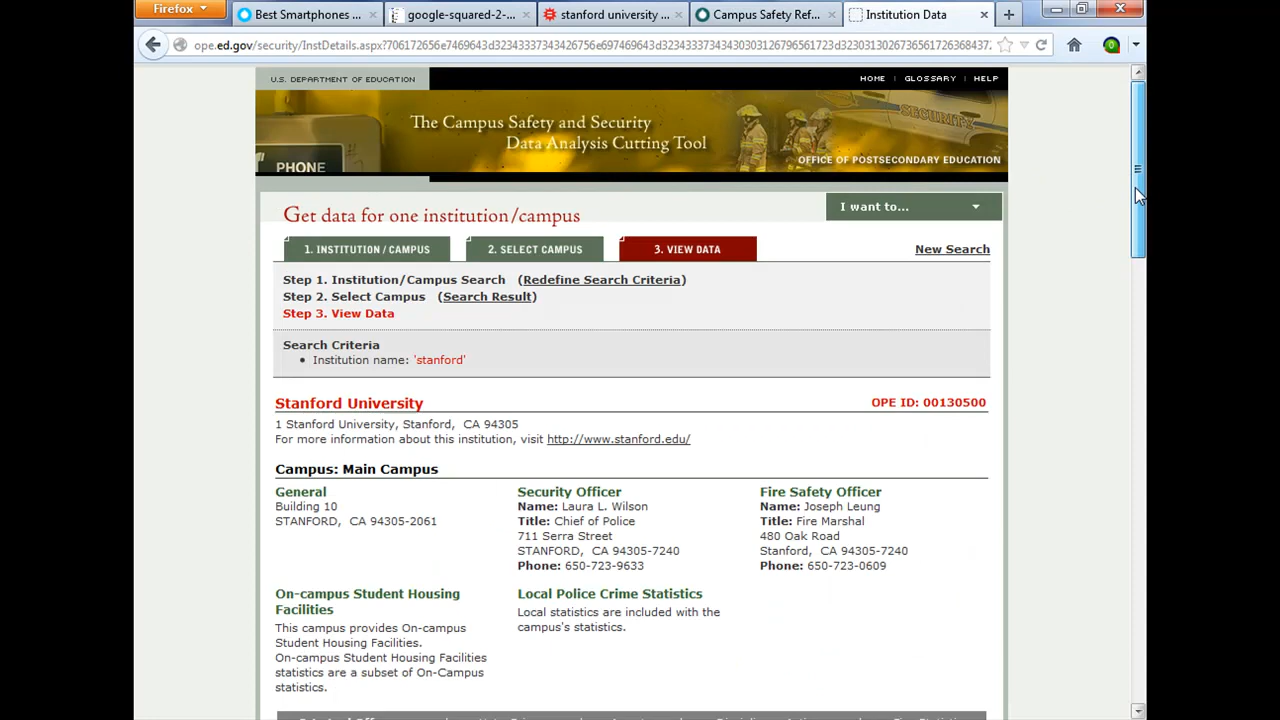 Firefox
Best Smartphones ...
google-squared-2-...
stanford university ...
Campus Safety Ref...
Institution Data
ope.ed.gov/security/InstDetails.aspx?
U.S. DEPARTMENT OF EDUCATION
HOME | GLOSSARY | HELP
The Campus Safety and Security
Data Analysis Cutting Tool
SECURITY
PHONE
OFFICE OF POSTSECONDARY EDUCATION
Get data for one institution/campus
I want to...
1. INSTITUTION / CAMPUS
2. SELECT CAMPUS
3. VIEW DATA
New Search
Step 1. Institution/Campus Search (Redefine Search Criteria)
Step 2. Select Campus (Search Result)
Step 3. View Data
Search Criteria
• Institution name: 'stanford'
Stanford University
OPE ID: 00130500
1 Stanford University, Stanford, CA 94305
For more information about this institution, visit http://www.stanford.edu/
Campus: Main Campus
General
Building 10
STANFORD, CA 94305-2061
Security Officer
Name: Laura L. Wilson
Title: Chief of Police
711 Serra Street
STANFORD, CA 94305-7240
Phone: 650-723-9633
Fire Safety Officer
Name: Joseph Leung
Title: Fire Marshal
480 Oak Road
Stanford, CA 94305-7240
Phone: 650-723-0609
On-campus Student Housing
Facilities
This campus provides On-campus
Student Housing Facilities.
On-campus Student Housing Facilities
statistics are a subset of On-Campus
statistics.
Local Police Crime Statistics
Local statistics are included with the
campus's statistics.